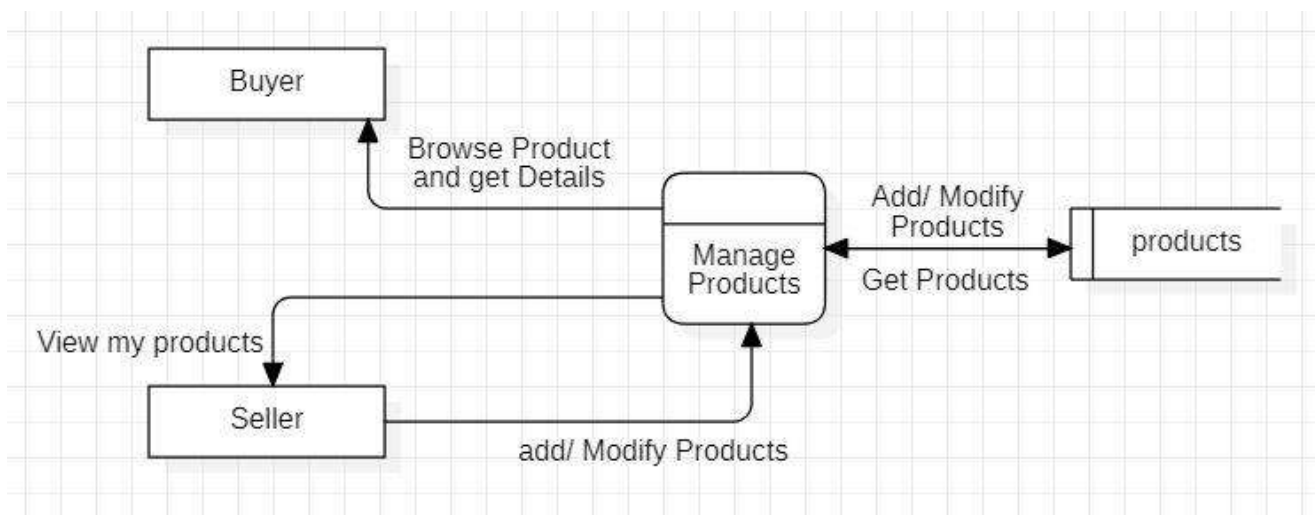 Buyer
Browse Product
and get Details
Add/ Modify
Products
Manage
Products
products
Get Products
View my products
Seller
add/ Modify Products